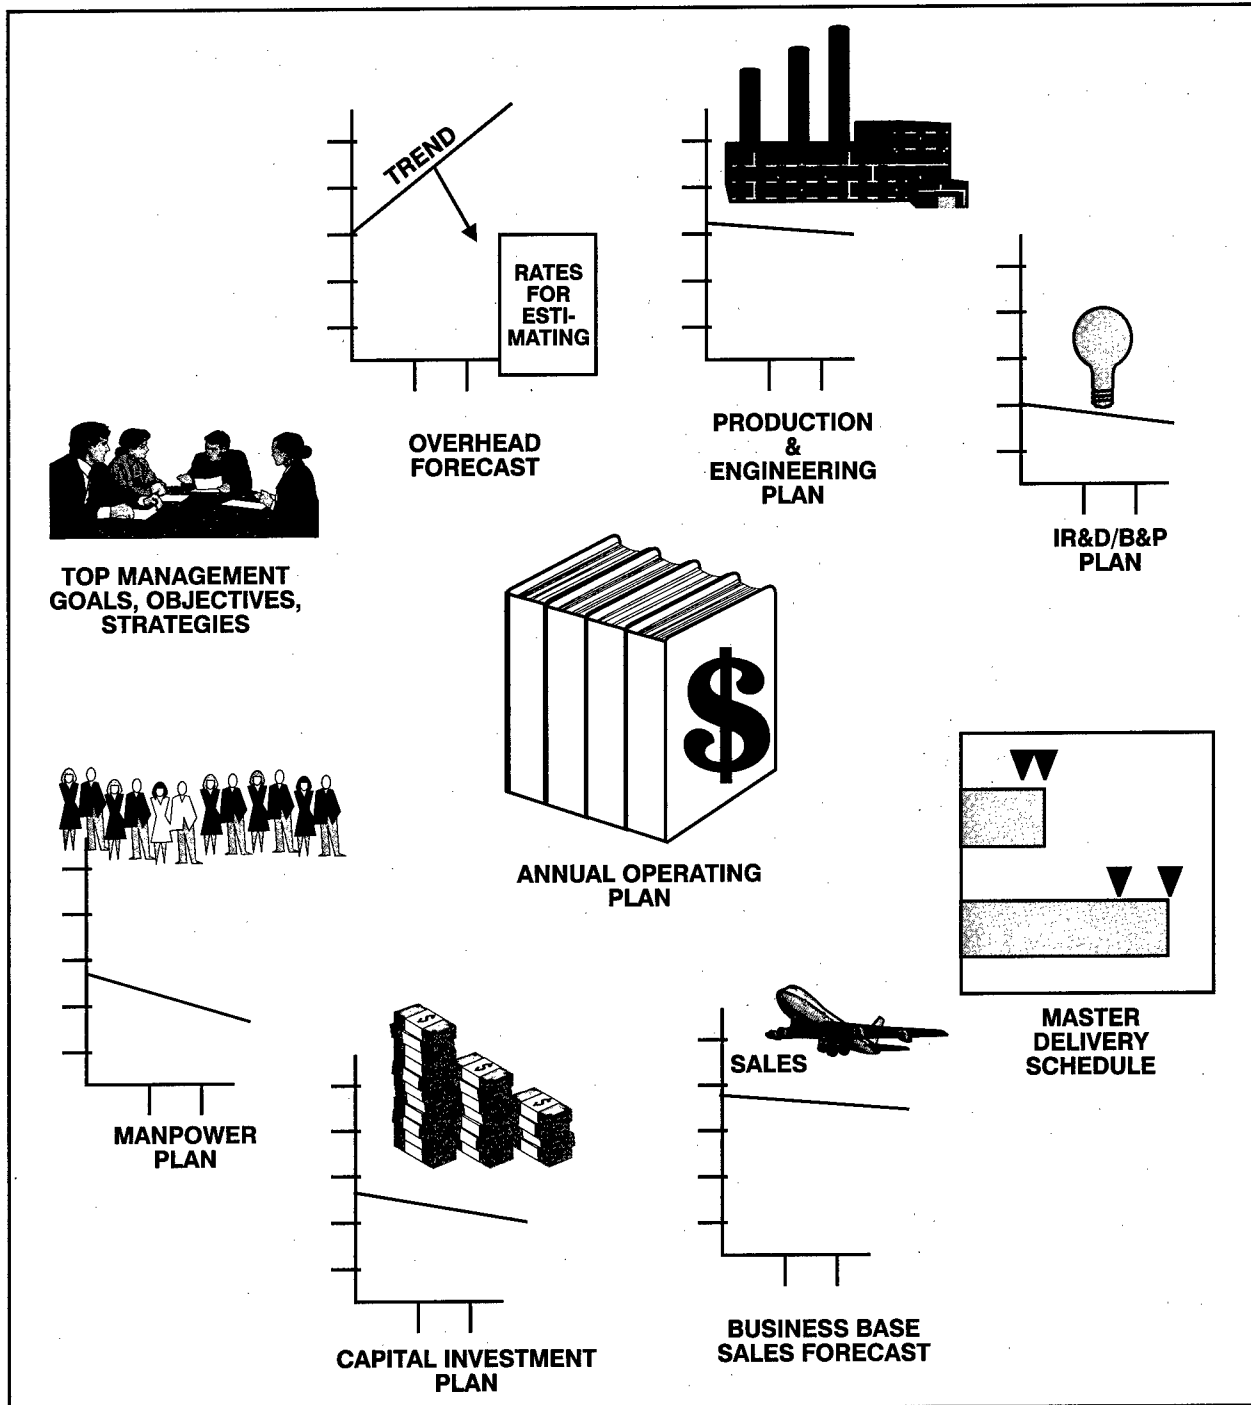 TREND
RATES
FOR
ESTI-
MATING
OVERHEAD
FORECAST
PRODUCTION
&
ENGINEERING
PLAN
IR&D/B&P
PLAN
TOP MANAGEMENT
GOALS, OBJECTIVES,
STRATEGIES
$
ANNUAL OPERATING
PLAN
MASTER
DELIVERY
SCHEDULE
MANPOWER
PLAN
$
$
$
CAPITAL INVESTMENT
PLAN
SALES
BUSINESS BASE
SALES FORECAST